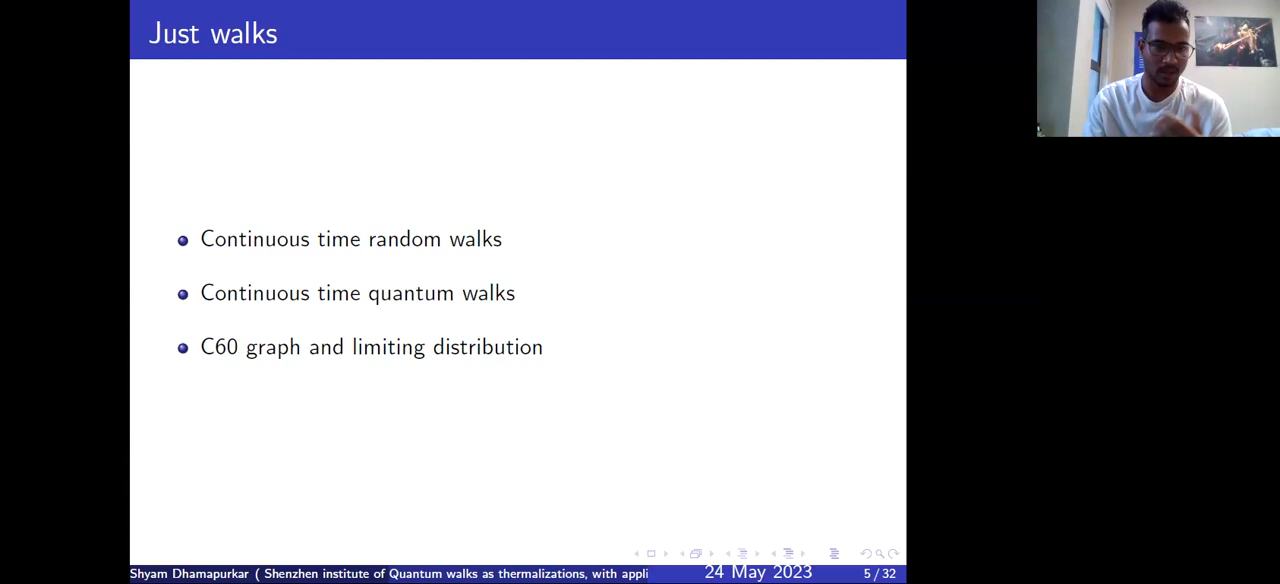 Just walks
Continuous time random walks
Continuous time quantum walks
C60 graph and limiting distribution
Shyam Dhamapurkar ( Shenzhen institute of Quantum walks as thermalizations, with appli 24 May 2023 5 / 32